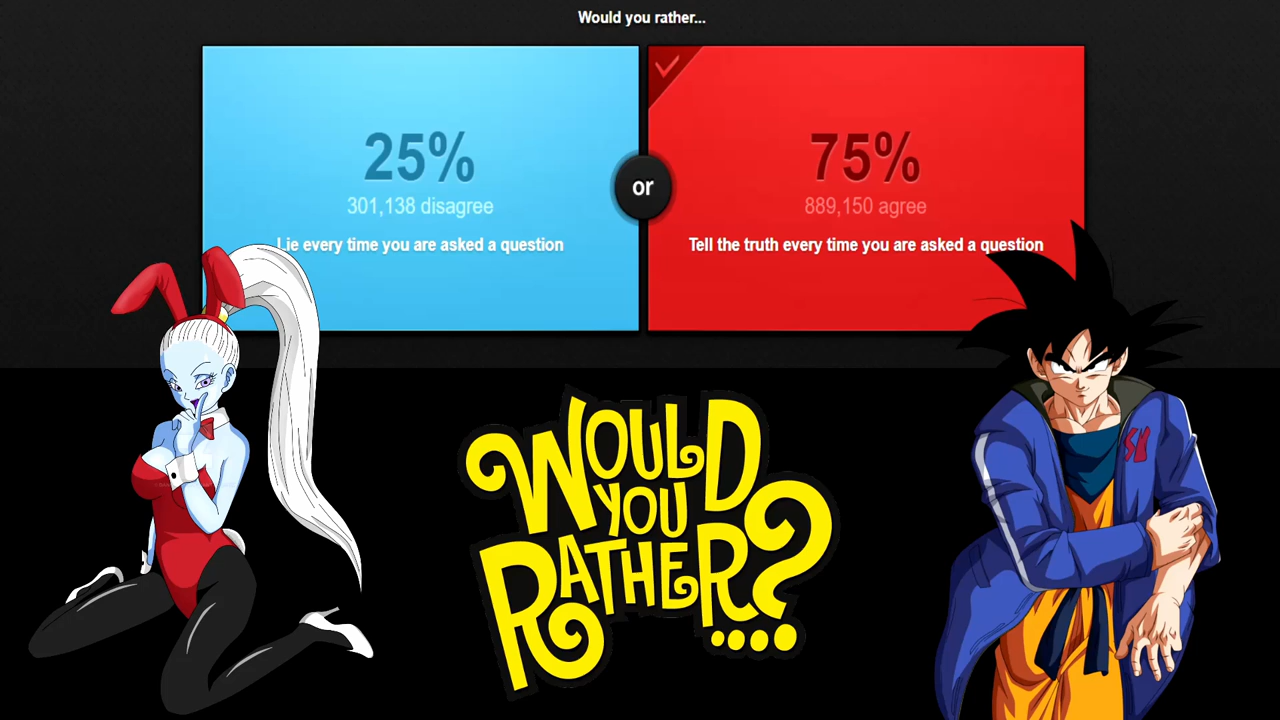 Would you rather...
25%
301,138 disagree
Lie every time you are asked a question
or
75%
889,150 agree
Tell the truth every time you are asked a question
WOULD
YOU
RATHER...?